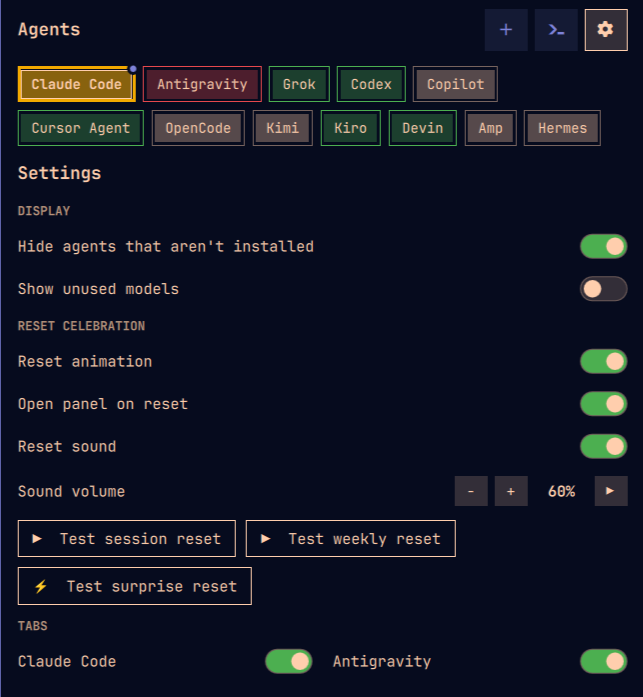 Agents
Claude Code Antigravity Grok Codex Copilot
Cursor Agent OpenCode Kimi Kiro Devin Amp Hermes
Settings
DISPLAY
Hide agents that aren't installed
Show unused models
RESET CELEBRATION
Reset animation
Open panel on reset
Reset sound
Sound volume - + 60%
Test session reset Test weekly reset
Test surprise reset
TABS
Claude Code Antigravity